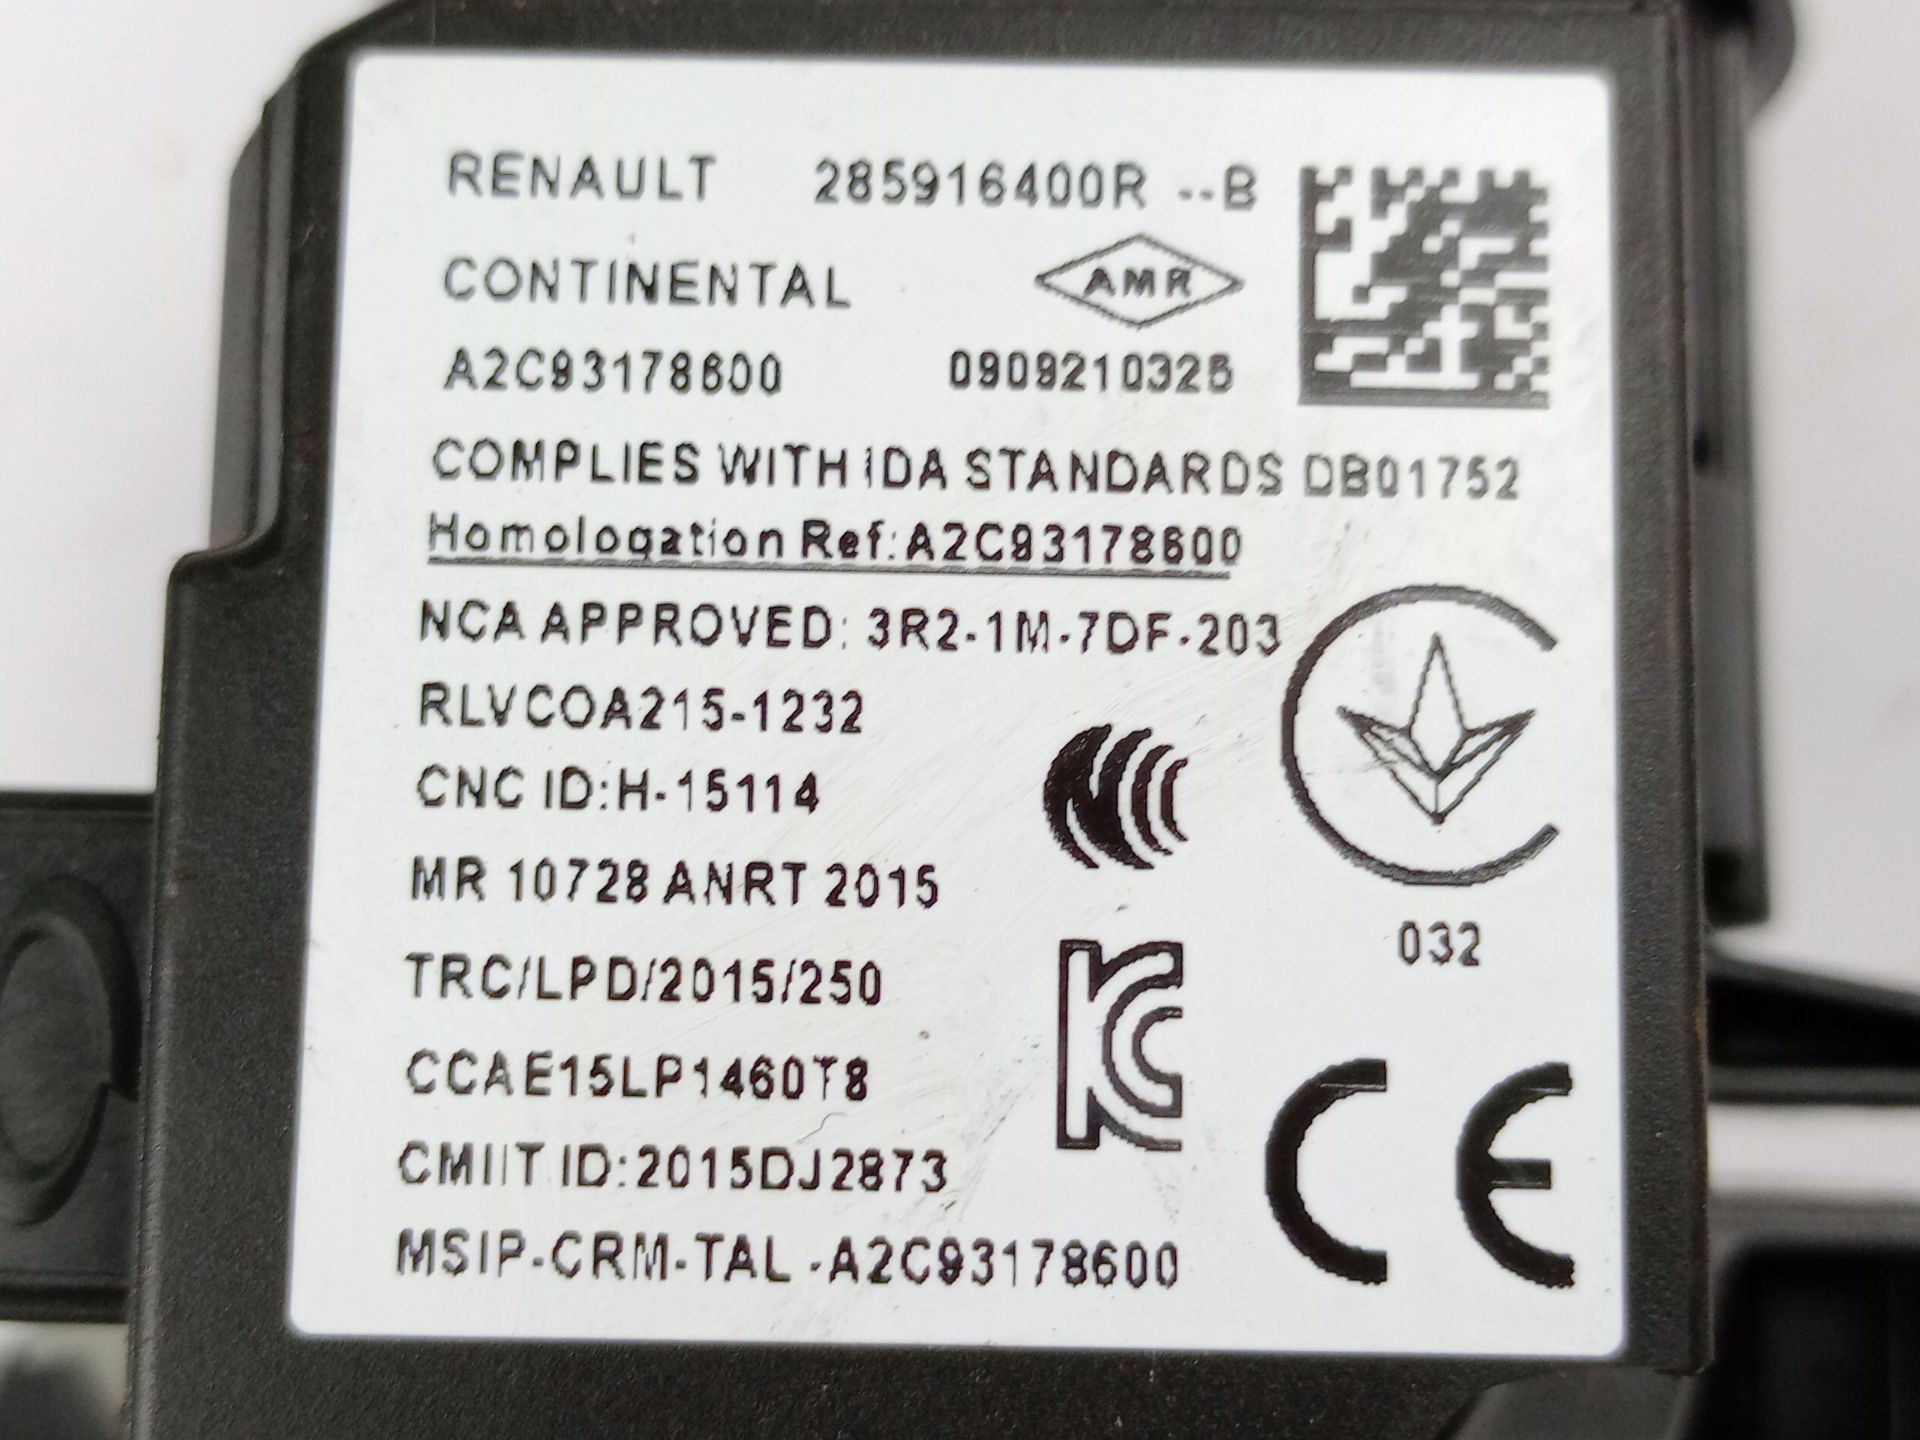 RENAULT 285916400R --B
CONTINENTAL AMR
A2C93178600 0909210325
COMPLIES WITH IDA STANDARDS DB01752
Homologation Ref:A2C93178600
NCA APPROVED: 3R2-1M-7DF-203
RLVCOA215-1232
CNC ID:H-15114
MR 10728 ANRT 2015
032
TRC/LPD/2015/250
CCAE15LP1460T8
CMIIT ID:2015DJ2873
MSIP-CRM-TAL-A2C93178600
CE